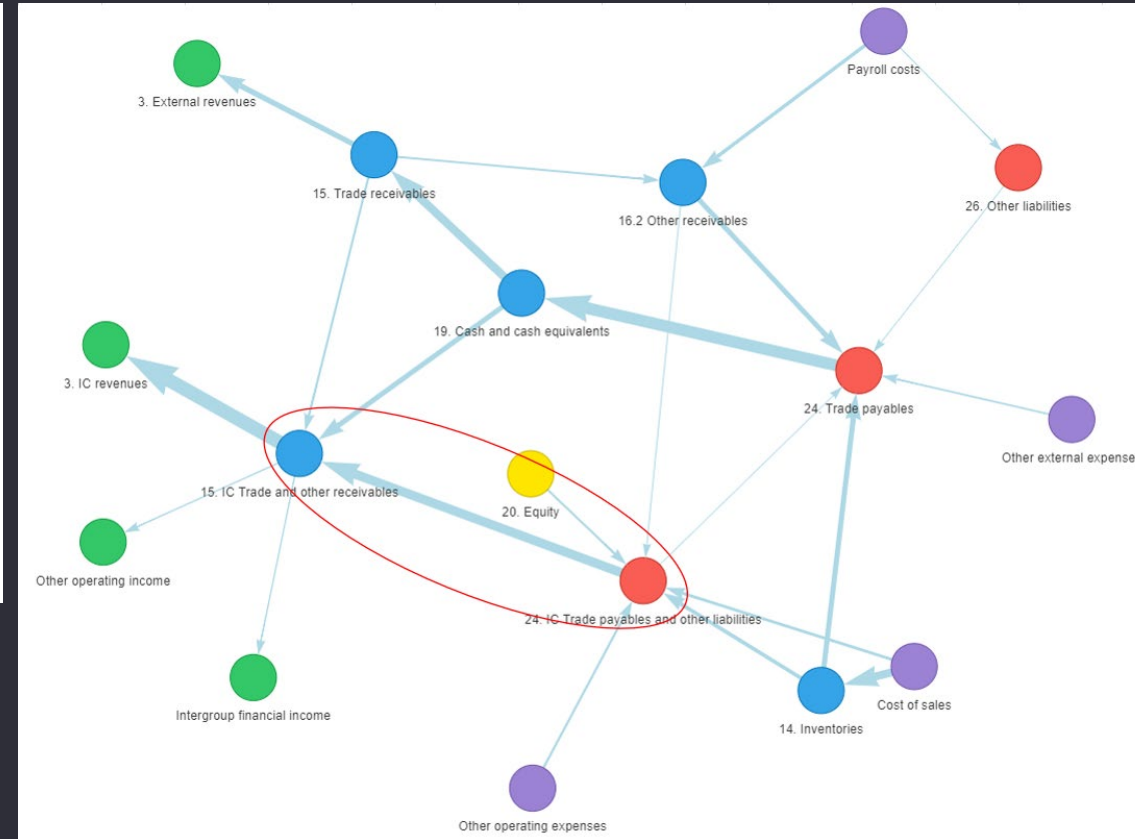 Payroll costs
3. External revenues
15. Trade receivables
26. Other liabilities
16.2 Other receivables
19. Cash and cash equivalents
3. IC revenues
24. Trade payables
Other external expense
15. IC Trade and other receivables
20. Equity
Other operating income
24. IC Trade payables and other liabilities
Cost of sales
Intergroup financial income
14. Inventories
Other operating expenses